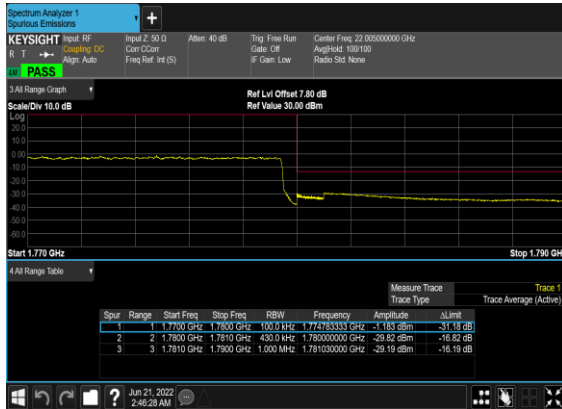 Spectrum Analyzer 1
Spurious Emissions
+
KEYSIGHT Input: RF Input Z: 50 Ω Atten: 40 dB Trig: Free Run Center Freq: 22.005000000 GHz
R T Coupling: DC Corr CCorr Gate: Off Avg|Hold: 100/100
Align: Auto Freq Ref: Int (S) IF Gain: Low Radio Std: None
LV PASS
3 All Range Graph Ref Lvl Offset 7.80 dB
Scale/Div 10.0 dB Ref Value 30.00 dBm
Log
20.0
10.0
0.00
-10.0
-20.0
-30.0
-40.0
-50.0
-60.0
Start 1.770 GHz Stop 1.790 GH
4 All Range Table
Measure Trace Trace 1
Trace Type Trace Average (Active)
Spur Range Start Freq Stop Freq RBW Frequency Amplitude ΔLimit
1 1 1.7700 GHz 1.7800 GHz 100.0 kHz 1.774783333 GHz -1.183 dBm -31.18 dB
2 2 1.7800 GHz 1.7810 GHz 430.0 kHz 1.780000000 GHz -29.82 dBm -16.82 dB
3 3 1.7810 GHz 1.7900 GHz 1.000 MHz 1.781030000 GHz -29.19 dBm -16.19 dB
? Jun 21, 2022
2:46:28 AM